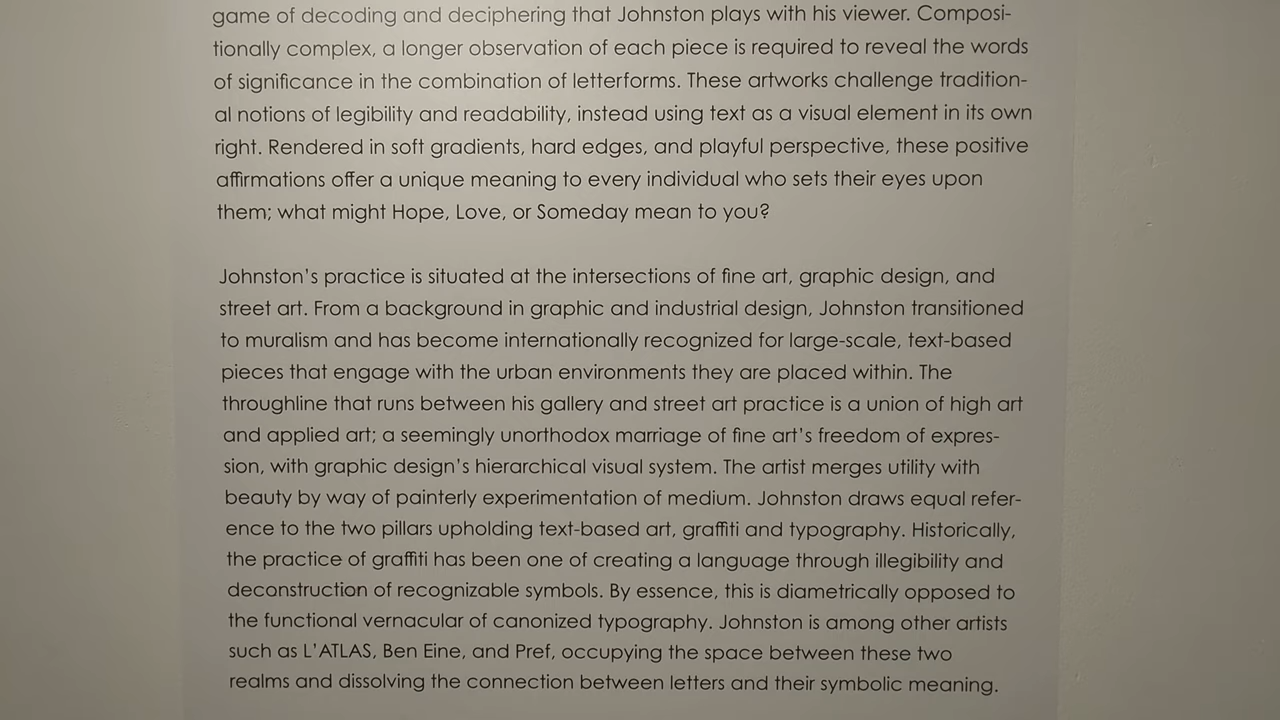 game of decoding and deciphering that Johnston plays with his viewer. Composi-
tionally complex, a longer observation of each piece is required to reveal the words
of significance in the combination of letterforms. These artworks challenge tradition-
al notions of legibility and readability, instead using text as a visual element in its own
right. Rendered in soft gradients, hard edges, and playful perspective, these positive
affirmations offer a unique meaning to every individual who sets their eyes upon
them; what might Hope, Love, or Someday mean to you?
Johnston's practice is situated at the intersections of fine art, graphic design, and
street art. From a background in graphic and industrial design, Johnston transitioned
to muralism and has become internationally recognized for large-scale, text-based
pieces that engage with the urban environments they are placed within. The
throughline that runs between his gallery and street art practice is a union of high art
and applied art; a seemingly unorthodox marriage of fine art's freedom of expres-
sion, with graphic design's hierarchical visual system. The artist merges utility with
beauty by way of painterly experimentation of medium. Johnston draws equal refer-
ence to the two pillars upholding text-based art, graffiti and typography. Historically,
the practice of graffiti has been one of creating a language through illegibility and
deconstruction of recognizable symbols. By essence, this is diametrically opposed to
the functional vernacular of canonized typography. Johnston is among other artists
such as L'ATLAS, Ben Eine, and Pref, occupying the space between these two
realms and dissolving the connection between letters and their symbolic meaning.